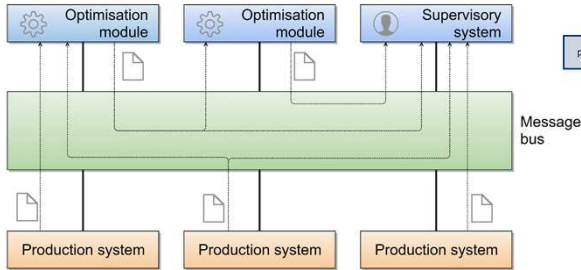 Optimisation
module
Optimisation
module
Supervisory
system
p
Message
bus
Production system
Production system
Production system